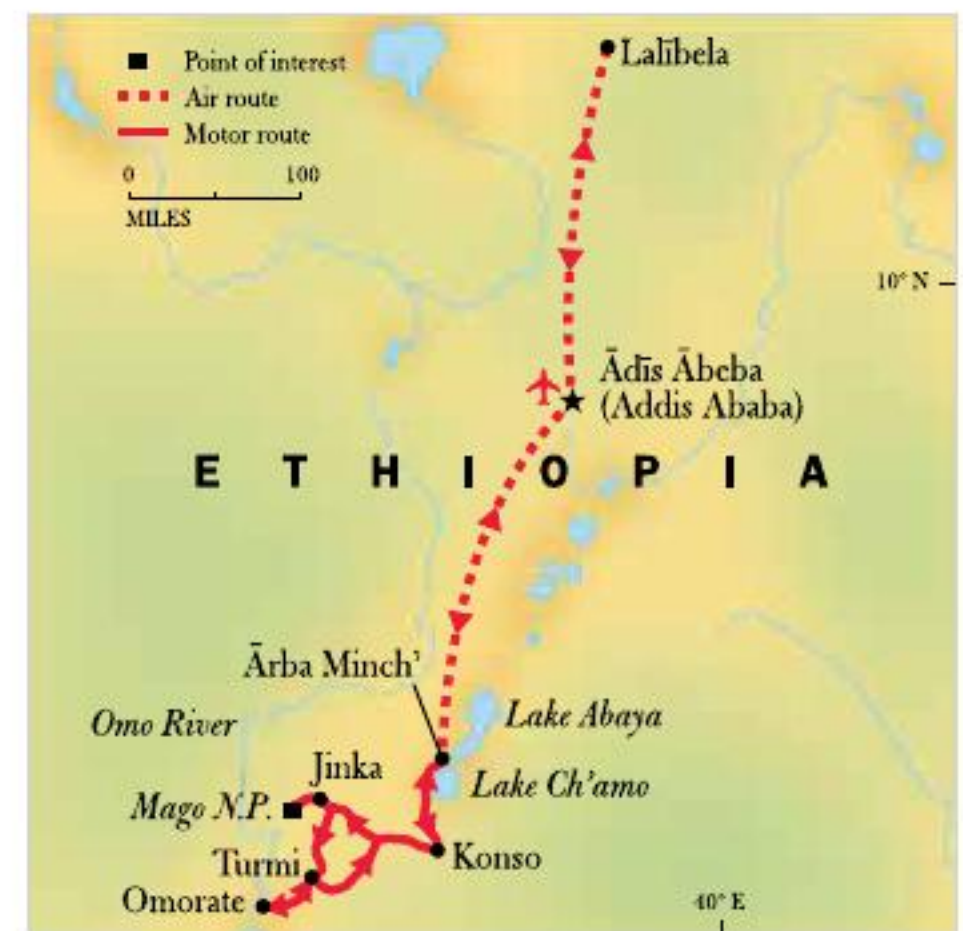 Point of interest
Air route
Motor route
0 100
MILES
Lalībela
10° N
Ādīs Ābeba
(Addis Ababa)
ETHIOPIA
Ārba Minch'
Omo River
Lake Abaya
Jinka
Lake Ch'amo
Mago N.P.
Turmi
Konso
Omorate
40° E